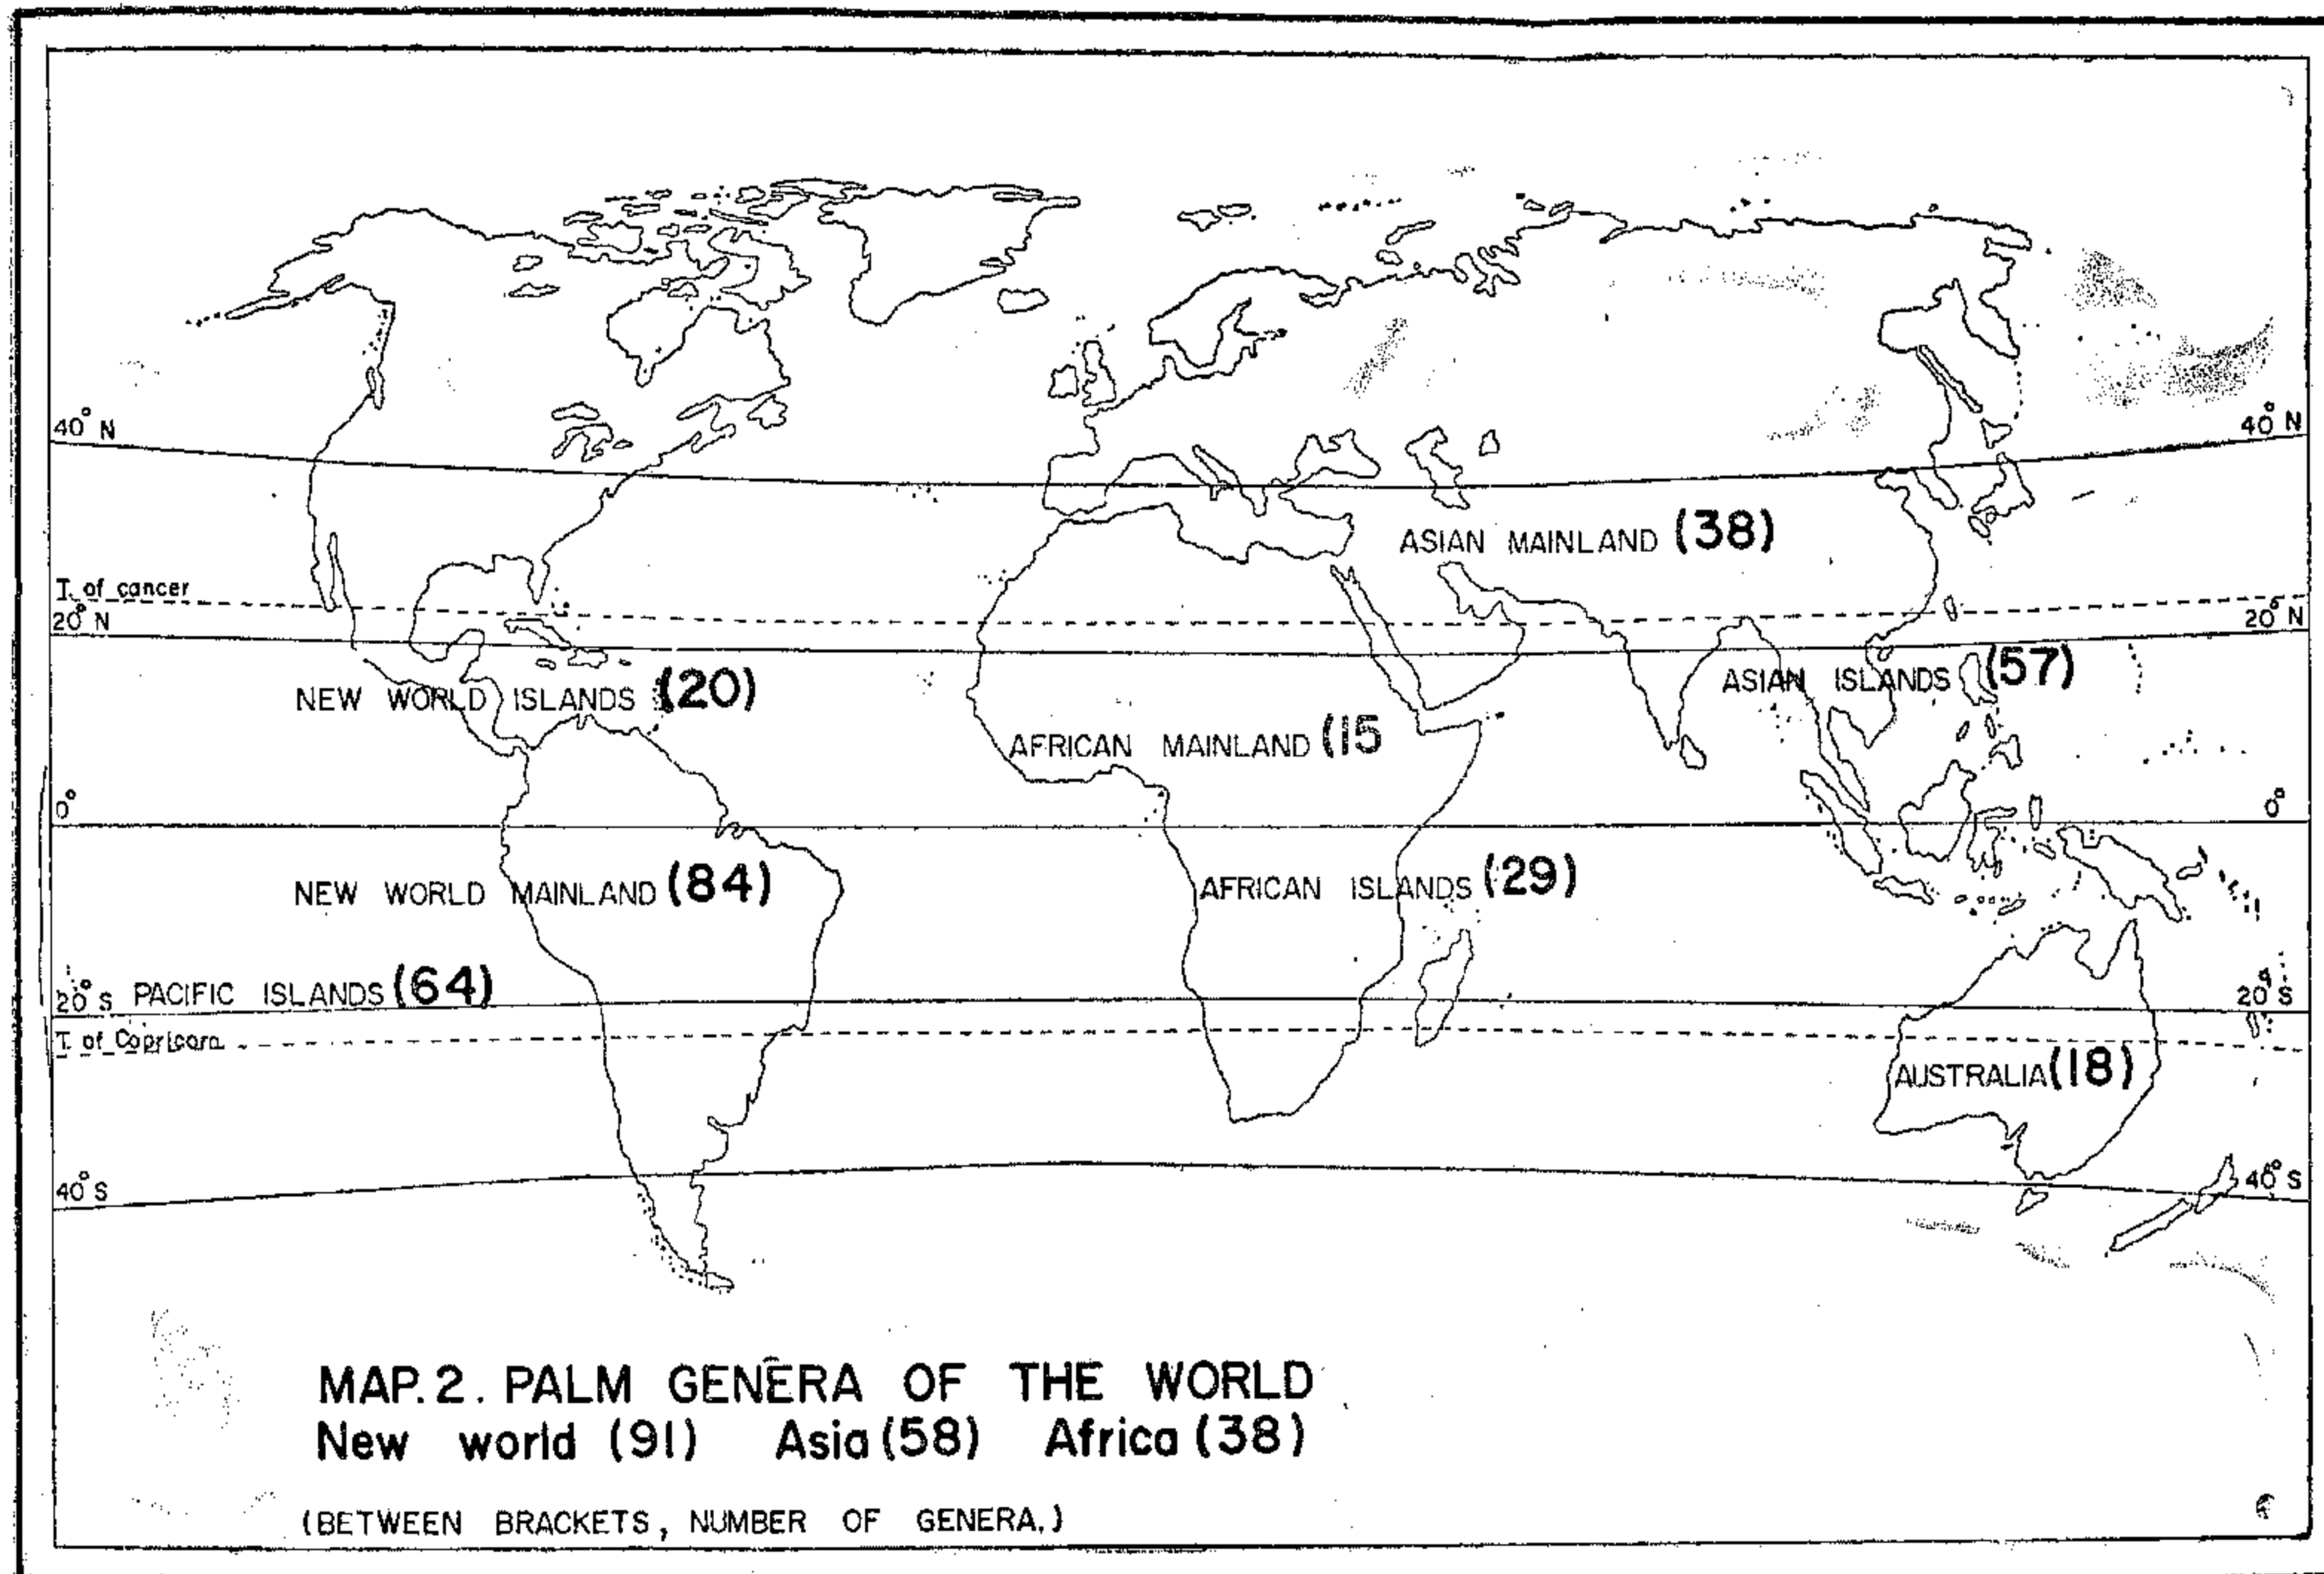 40° N
40° N
ASIAN MAINLAND (38)
T. of cancer
20° N
20° N
NEW WORLD ISLANDS (20)
ASIAN ISLANDS (57)
AFRICAN MAINLAND (15
0°
0°
NEW WORLD MAINLAND (84)
AFRICAN ISLANDS (29)
20° S
PACIFIC ISLANDS (64)
20° S
T. of Capricorn
AUSTRALIA (18)
40° S
40° S
MAP. 2. PALM GENERA OF THE WORLD
New world (91) Asia (58) Africa (38)
(BETWEEN BRACKETS, NUMBER OF GENERA.)